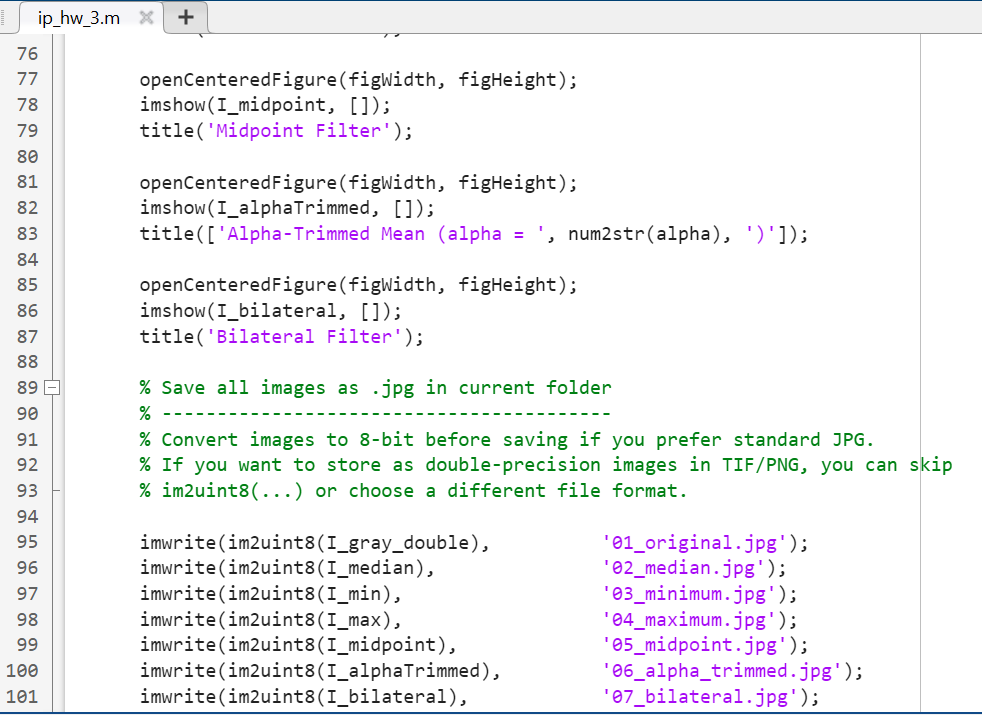 ip_hw_3.m
76
77 openCenteredFigure(figWidth, figHeight);
78 imshow(I_midpoint, []);
79 title('Midpoint Filter');
80
81 openCenteredFigure(figWidth, figHeight);
82 imshow(I_alphaTrimmed, []);
83 title(['Alpha-Trimmed Mean (alpha = ', num2str(alpha), ')']);
84
85 openCenteredFigure(figWidth, figHeight);
86 imshow(I_bilateral, []);
87 title('Bilateral Filter');
88
89 % Save all images as .jpg in current folder
90 % -----------------------------------------
91 % Convert images to 8-bit before saving if you prefer standard JPG.
92 % If you want to store as double-precision images in TIF/PNG, you can skip
93 % im2uint8(...) or choose a different file format.
94
95 imwrite(im2uint8(I_gray_double), '01_original.jpg');
96 imwrite(im2uint8(I_median), '02_median.jpg');
97 imwrite(im2uint8(I_min), '03_minimum.jpg');
98 imwrite(im2uint8(I_max), '04_maximum.jpg');
99 imwrite(im2uint8(I_midpoint), '05_midpoint.jpg');
100 imwrite(im2uint8(I_alphaTrimmed), '06_alpha_trimmed.jpg');
101 imwrite(im2uint8(I_bilateral), '07_bilateral.jpg');